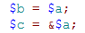 $b = $a;
$c = &$a;